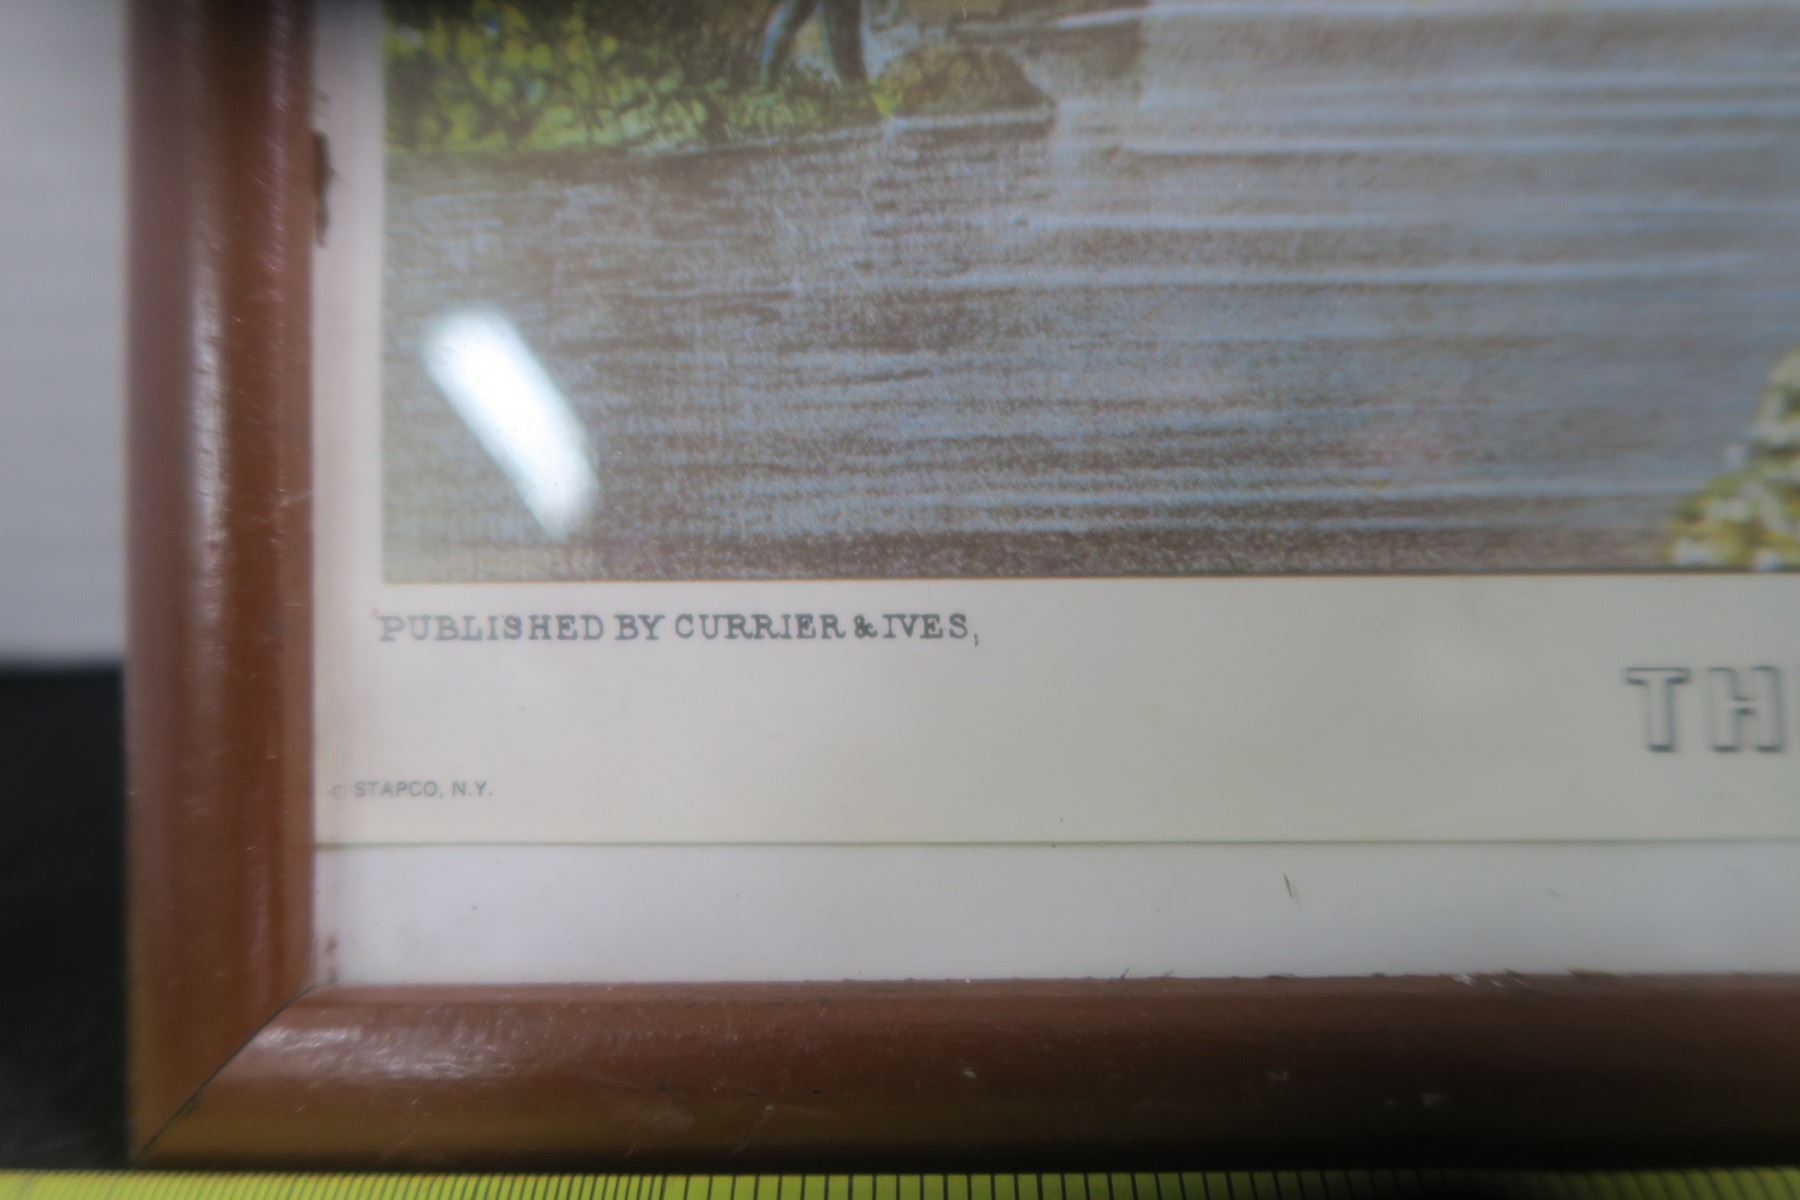 PUBLISHED BY CURRIER & IVES,
TH
© STAPCO, N.Y.